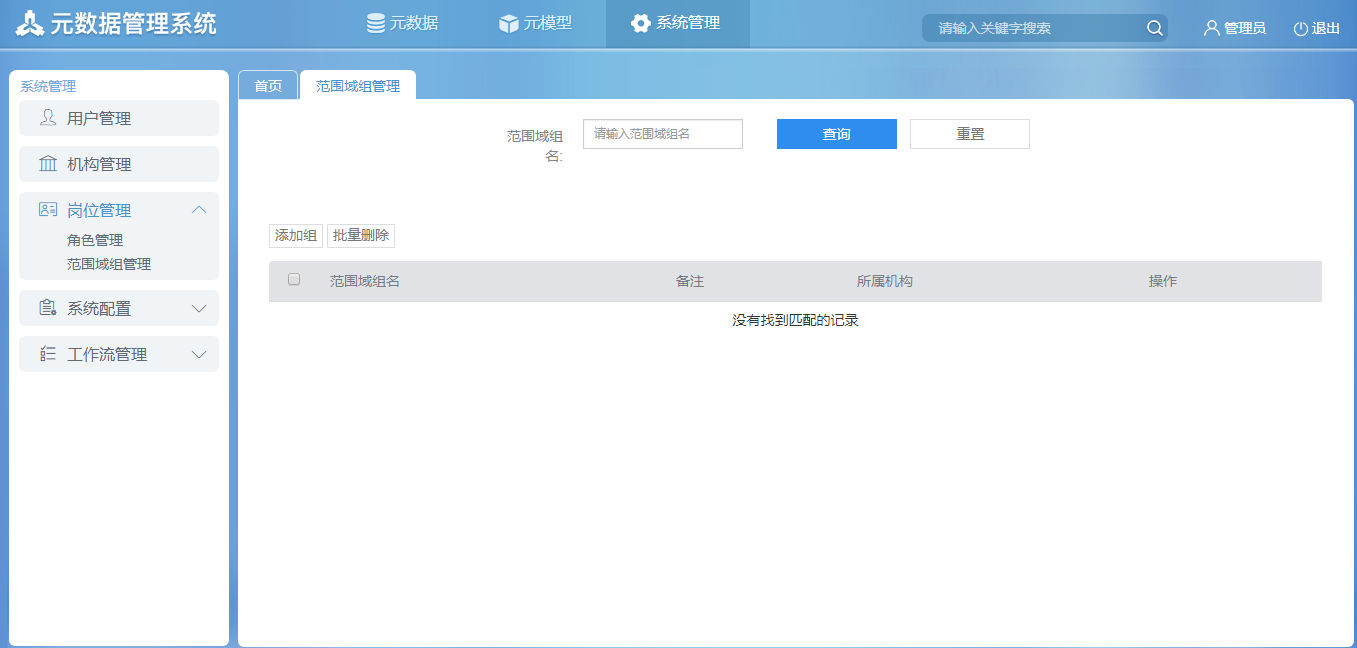 元数据管理系统
元数据
元模型
系统管理
请输入关键字搜索
管理员
退出
系统管理
用户管理
机构管理
岗位管理
角色管理
范围域组管理
系统配置
工作流管理
首页
范围域组管理
范围域组
名:
请输入范围域组名
查询
重置
添加组
批量删除
范围域组名
备注
所属机构
操作
没有找到匹配的记录